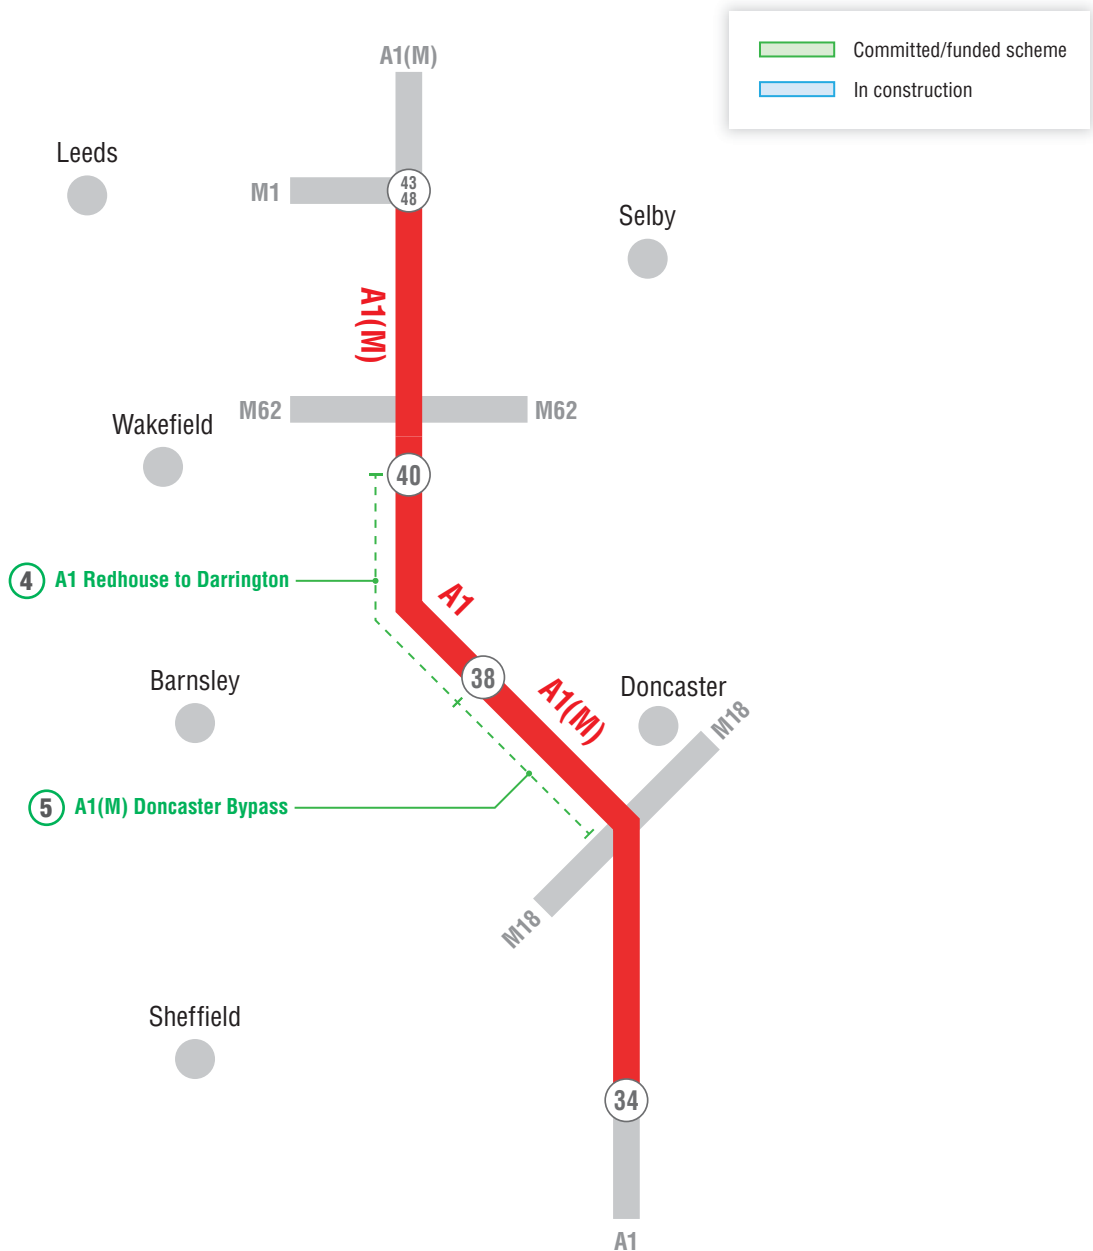 Committed/funded scheme
In construction
A1(M)
Leeds
M1
43
48
Selby
A1(M)
M62
M62
Wakefield
40
4 A1 Redhouse to Darrington
A1
38
Barnsley
A1(M)
Doncaster
M18
5 A1(M) Doncaster Bypass
M18
Sheffield
34
A1